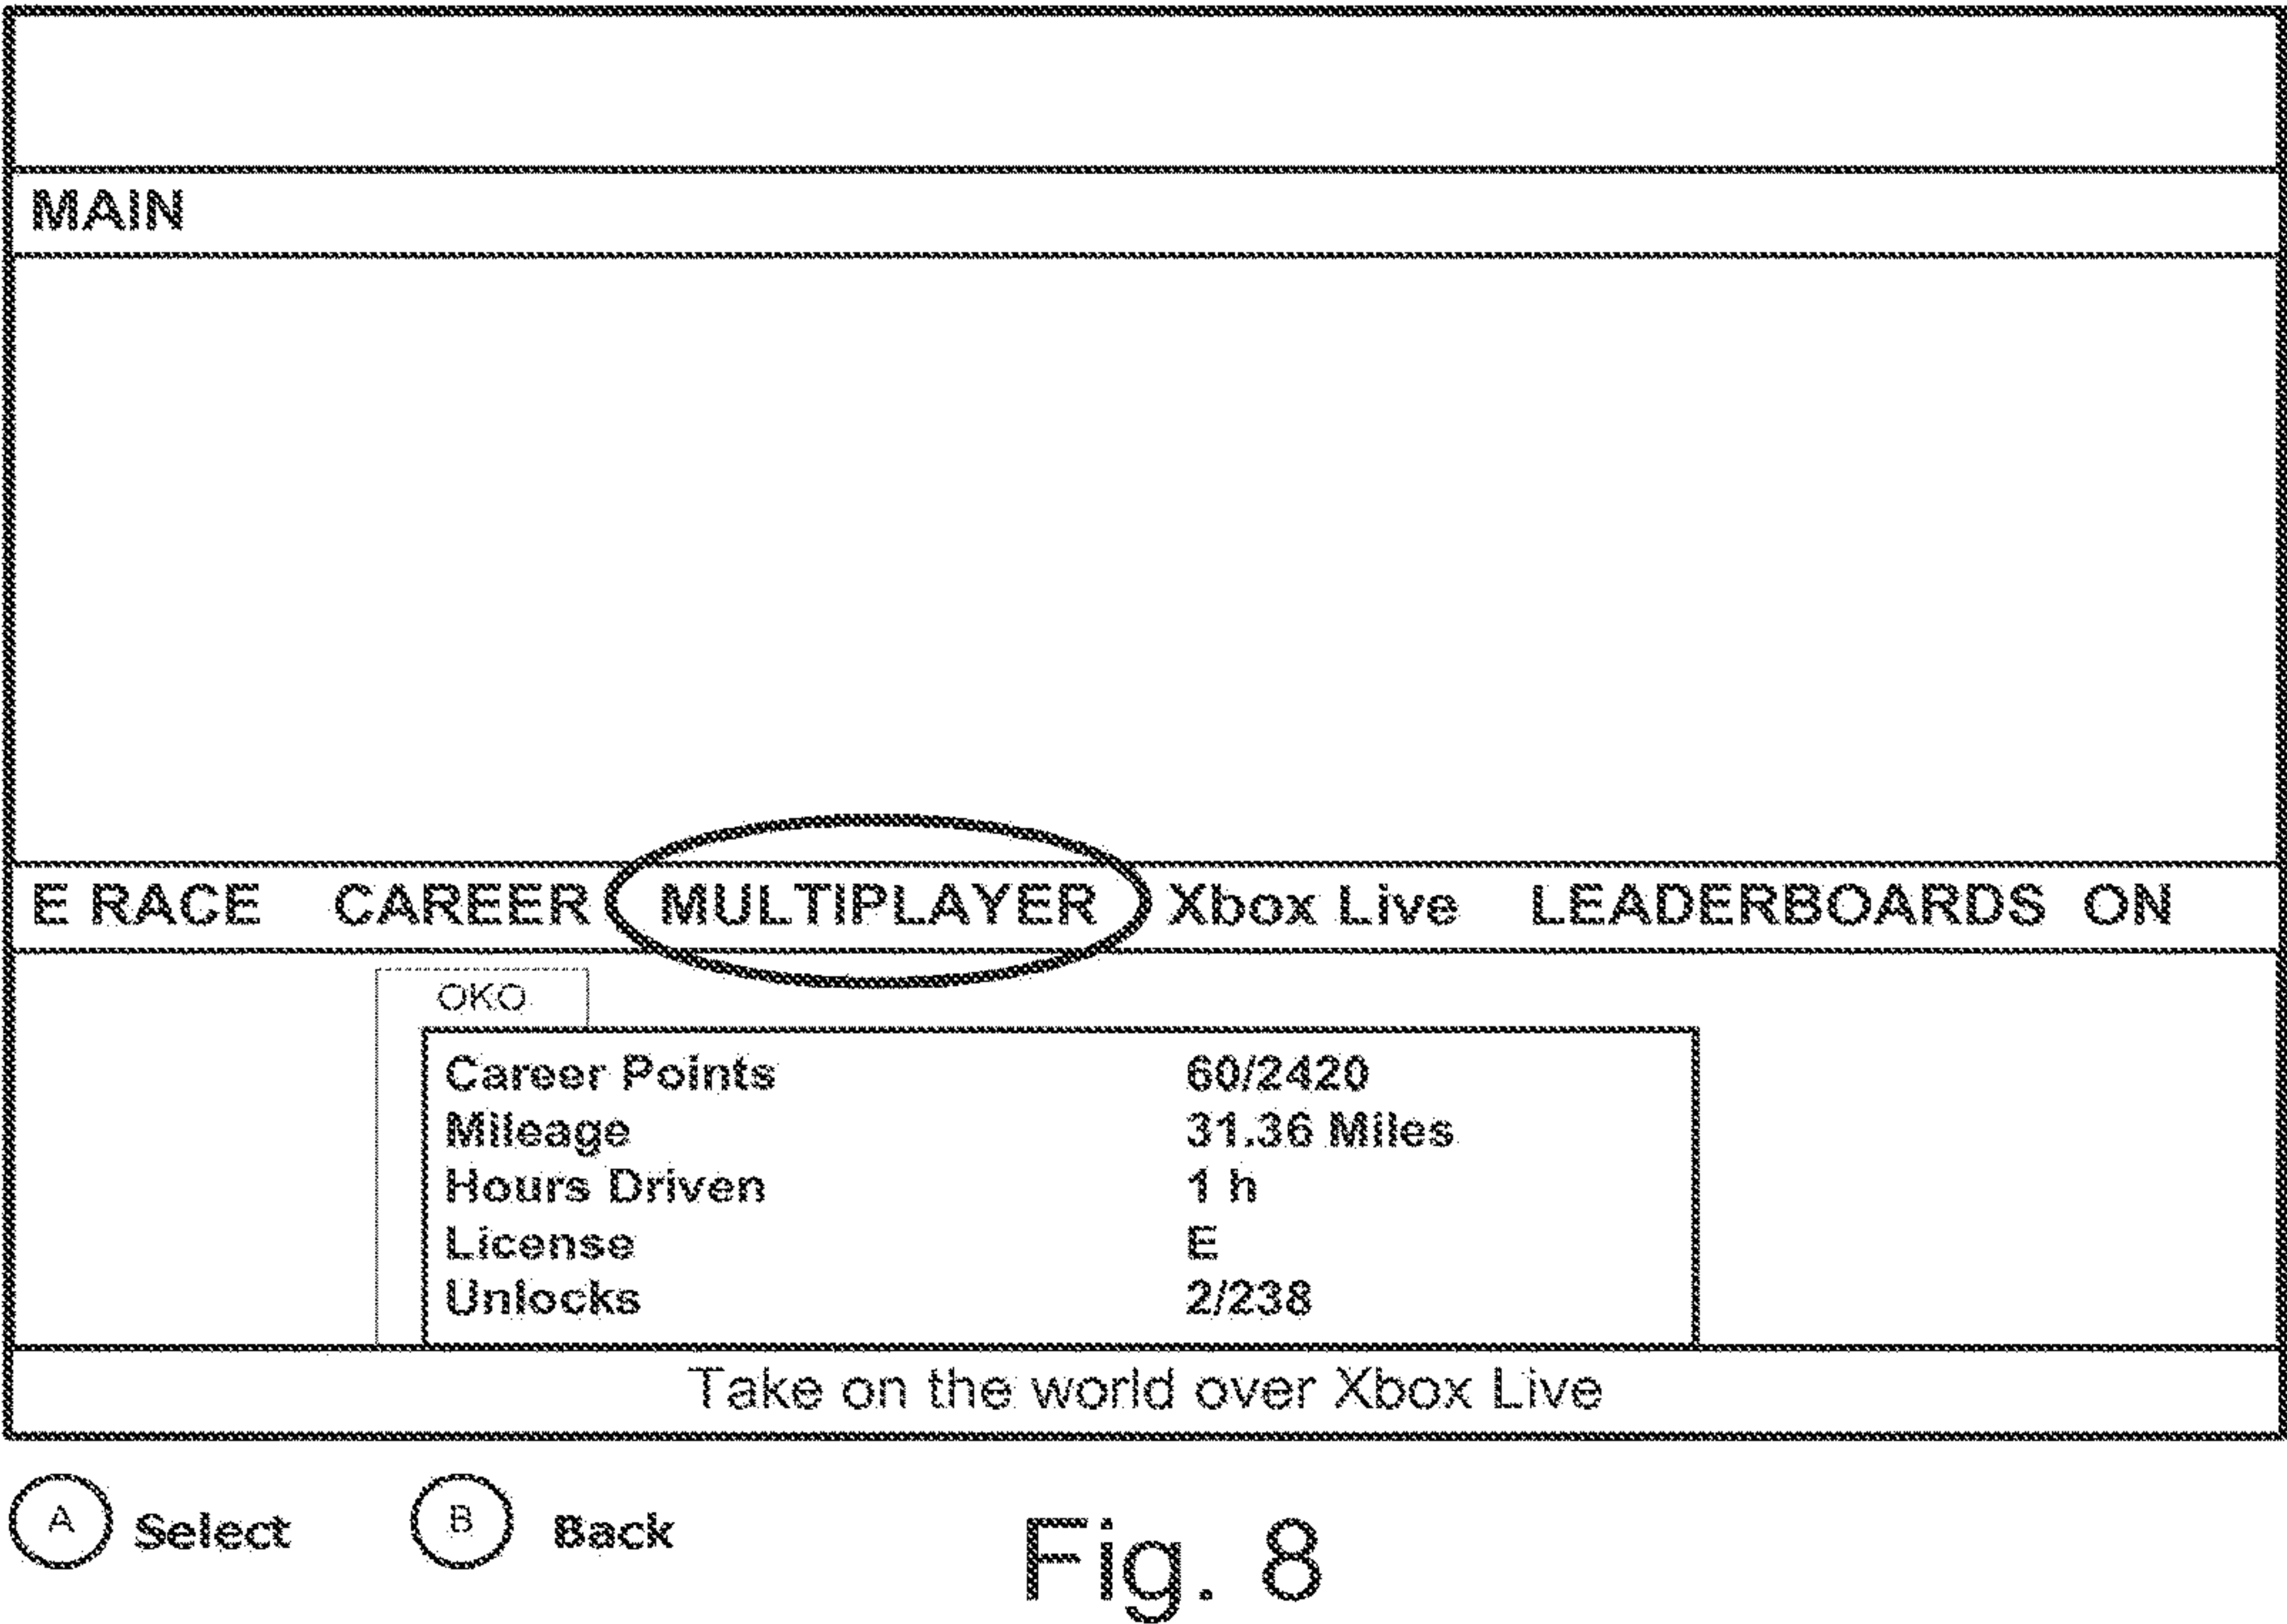 MAIN
E RACE CAREER MULTIPLAYER Xbox Live LEADERBOARDS ON
OKO
Career Points 60/2420
Mileage 31.36 Miles
Hours Driven 1 h
License E
Unlocks 2/238
Take on the world over Xbox Live
A Select B Back
Fig. 8